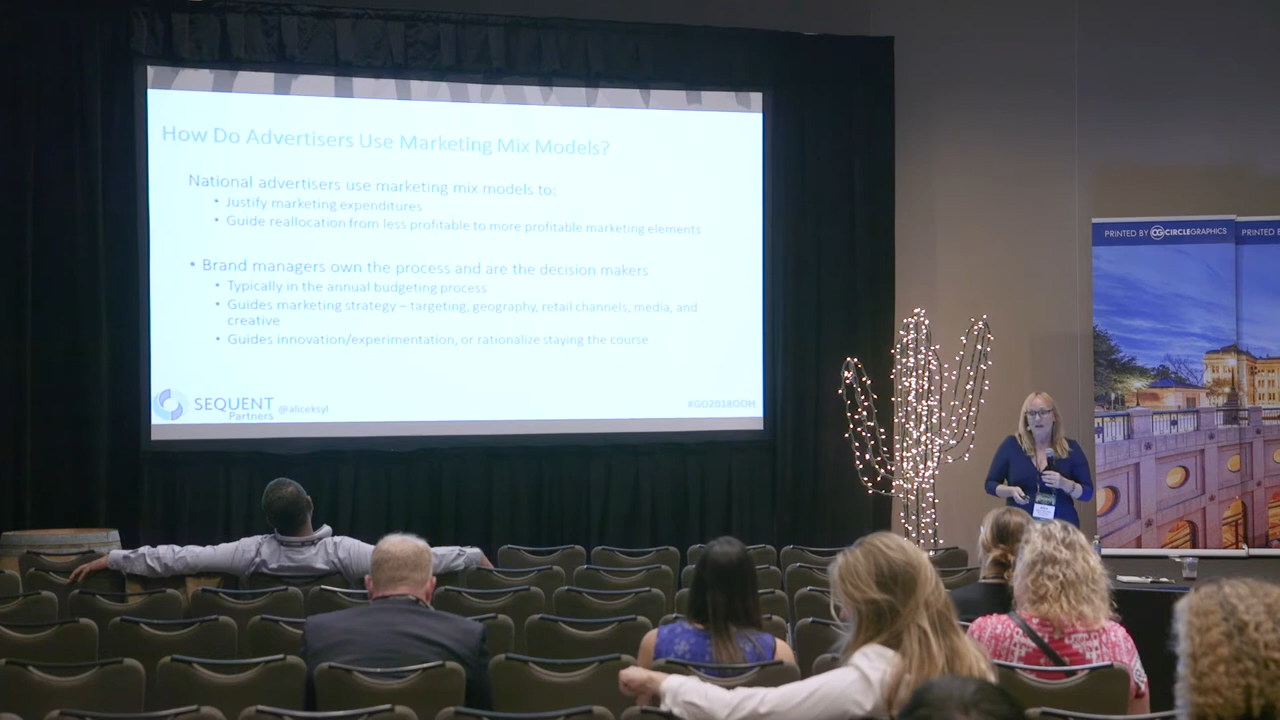 How Do Advertisers Use Marketing Mix Models?
National advertisers use marketing mix models to:
• Justify marketing expenditures
• Guide reallocation from less profitable to more profitable marketing elements
• Brand managers own the process and are the decision makers
• Typically in the annual budgeting process
• Guides marketing strategy – targeting, geography, retail channels, media, and
creative
• Guides innovation/experimentation, or rationalize staying the course
SEQUENT
Partners
@aliceksyl
#GO2018OOH
PRINTED BY CG CIRCLEGRAPHICS
PRINTED B